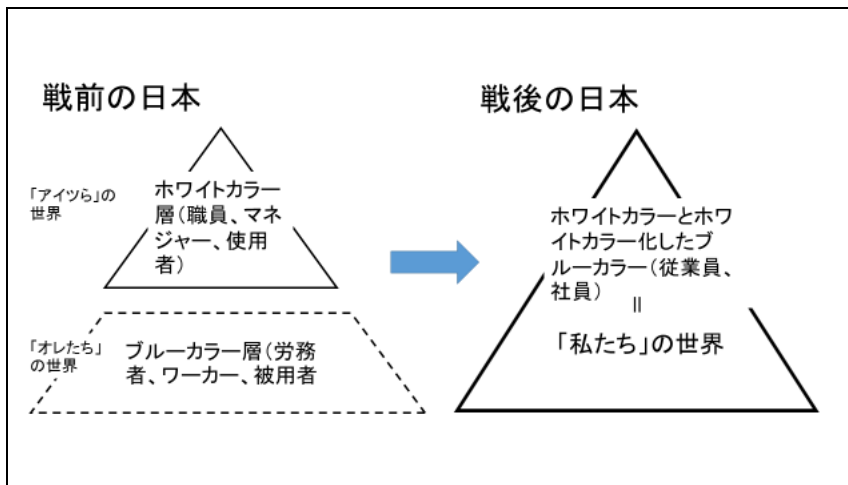 戦前の日本
「アイツら」の
世界
ホワイトカラー
層(職員、マネ
ジャー、使用
者)
「オレたち」
の世界
ブルーカラー層(労務
者、ワーカー、被用者
戦後の日本
ホワイトカラーとホワ
イトカラー化したブ
ルーカラー(従業員、
社員)
=
「私たち」の世界